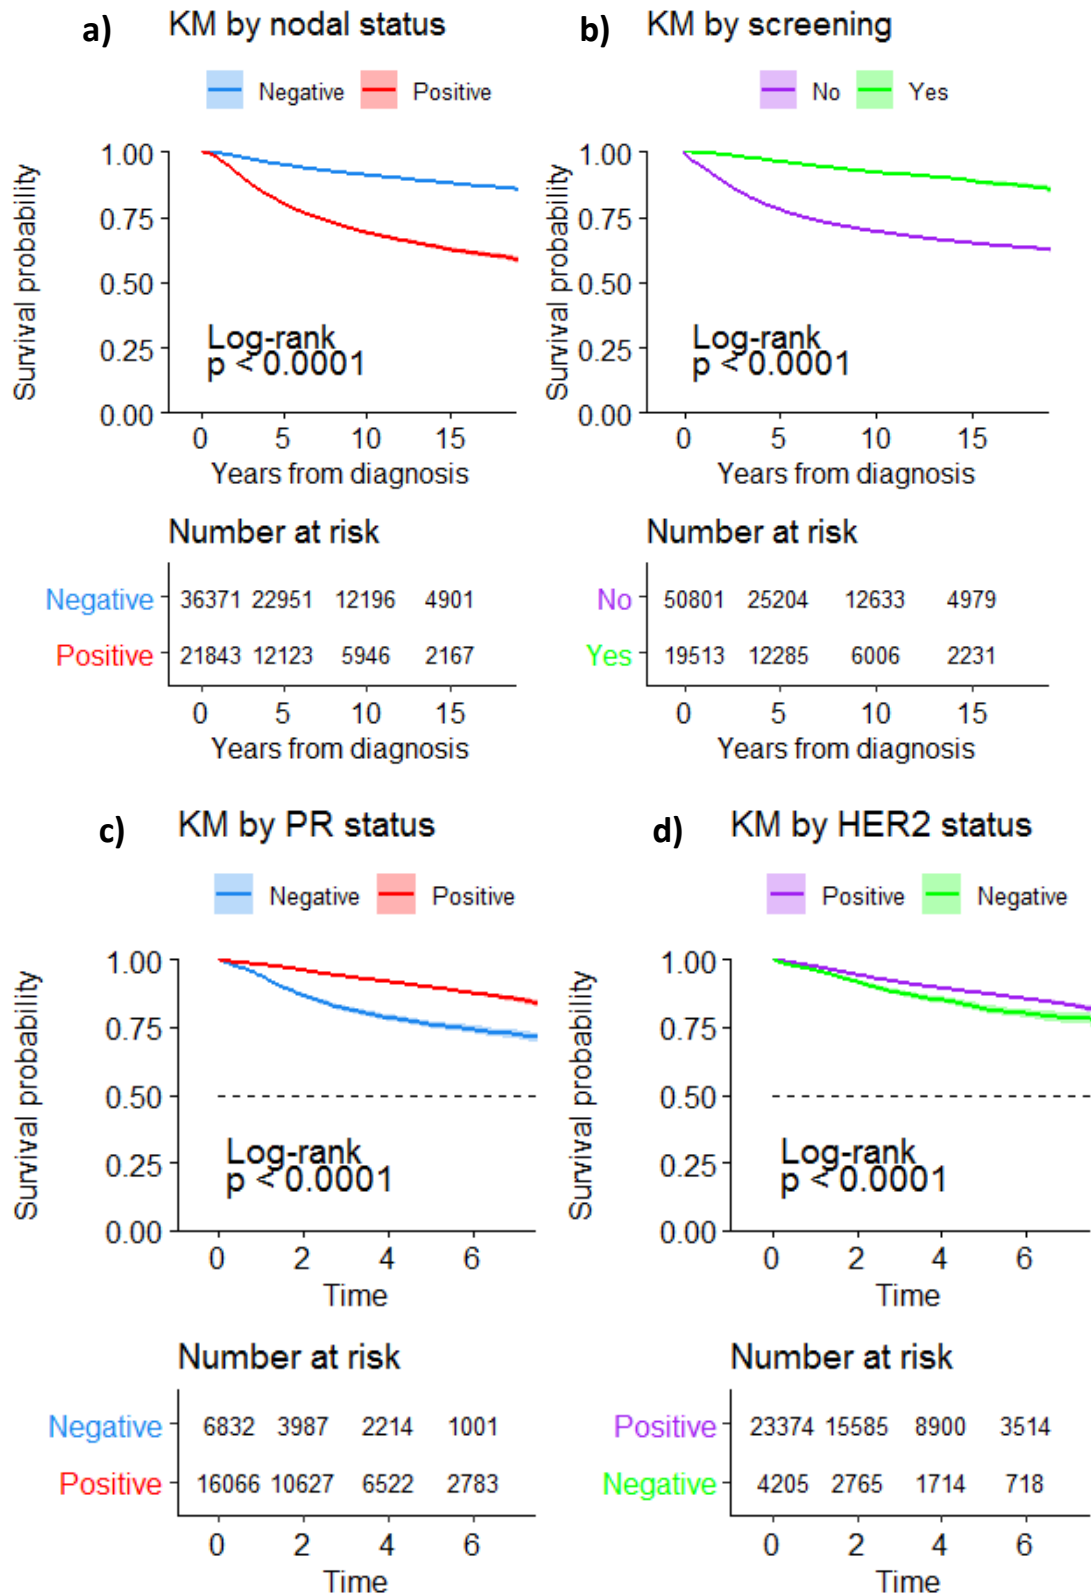 a) KM by nodal status
Negative Positive
Survival probability
1.00
0.75
0.50
0.25
0.00
Log-rank
p < 0.0001
0 5 10 15
Years from diagnosis
Number at risk
Negative 36371 22951 12196 4901
Positive 21843 12123 5946 2167
0 5 10 15
Years from diagnosis
b) KM by screening
No Yes
Survival probability
1.00
0.75
0.50
0.25
0.00
Log-rank
p < 0.0001
0 5 10 15
Years from diagnosis
Number at risk
No 50801 25204 12633 4979
Yes 19513 12285 6006 2231
0 5 10 15
Years from diagnosis
c) KM by PR status
Negative Positive
Survival probability
1.00
0.75
0.50
0.25
0.00
Log-rank
p < 0.0001
0 2 4 6
Time
Number at risk
Negative 6832 3987 2214 1001
Positive 16066 10627 6522 2783
0 2 4 6
Time
d) KM by HER2 status
Positive Negative
Survival probability
1.00
0.75
0.50
0.25
0.00
Log-rank
p < 0.0001
0 2 4 6
Time
Number at risk
Positive 23374 15585 8900 3514
Negative 4205 2765 1714 718
0 2 4 6
Time